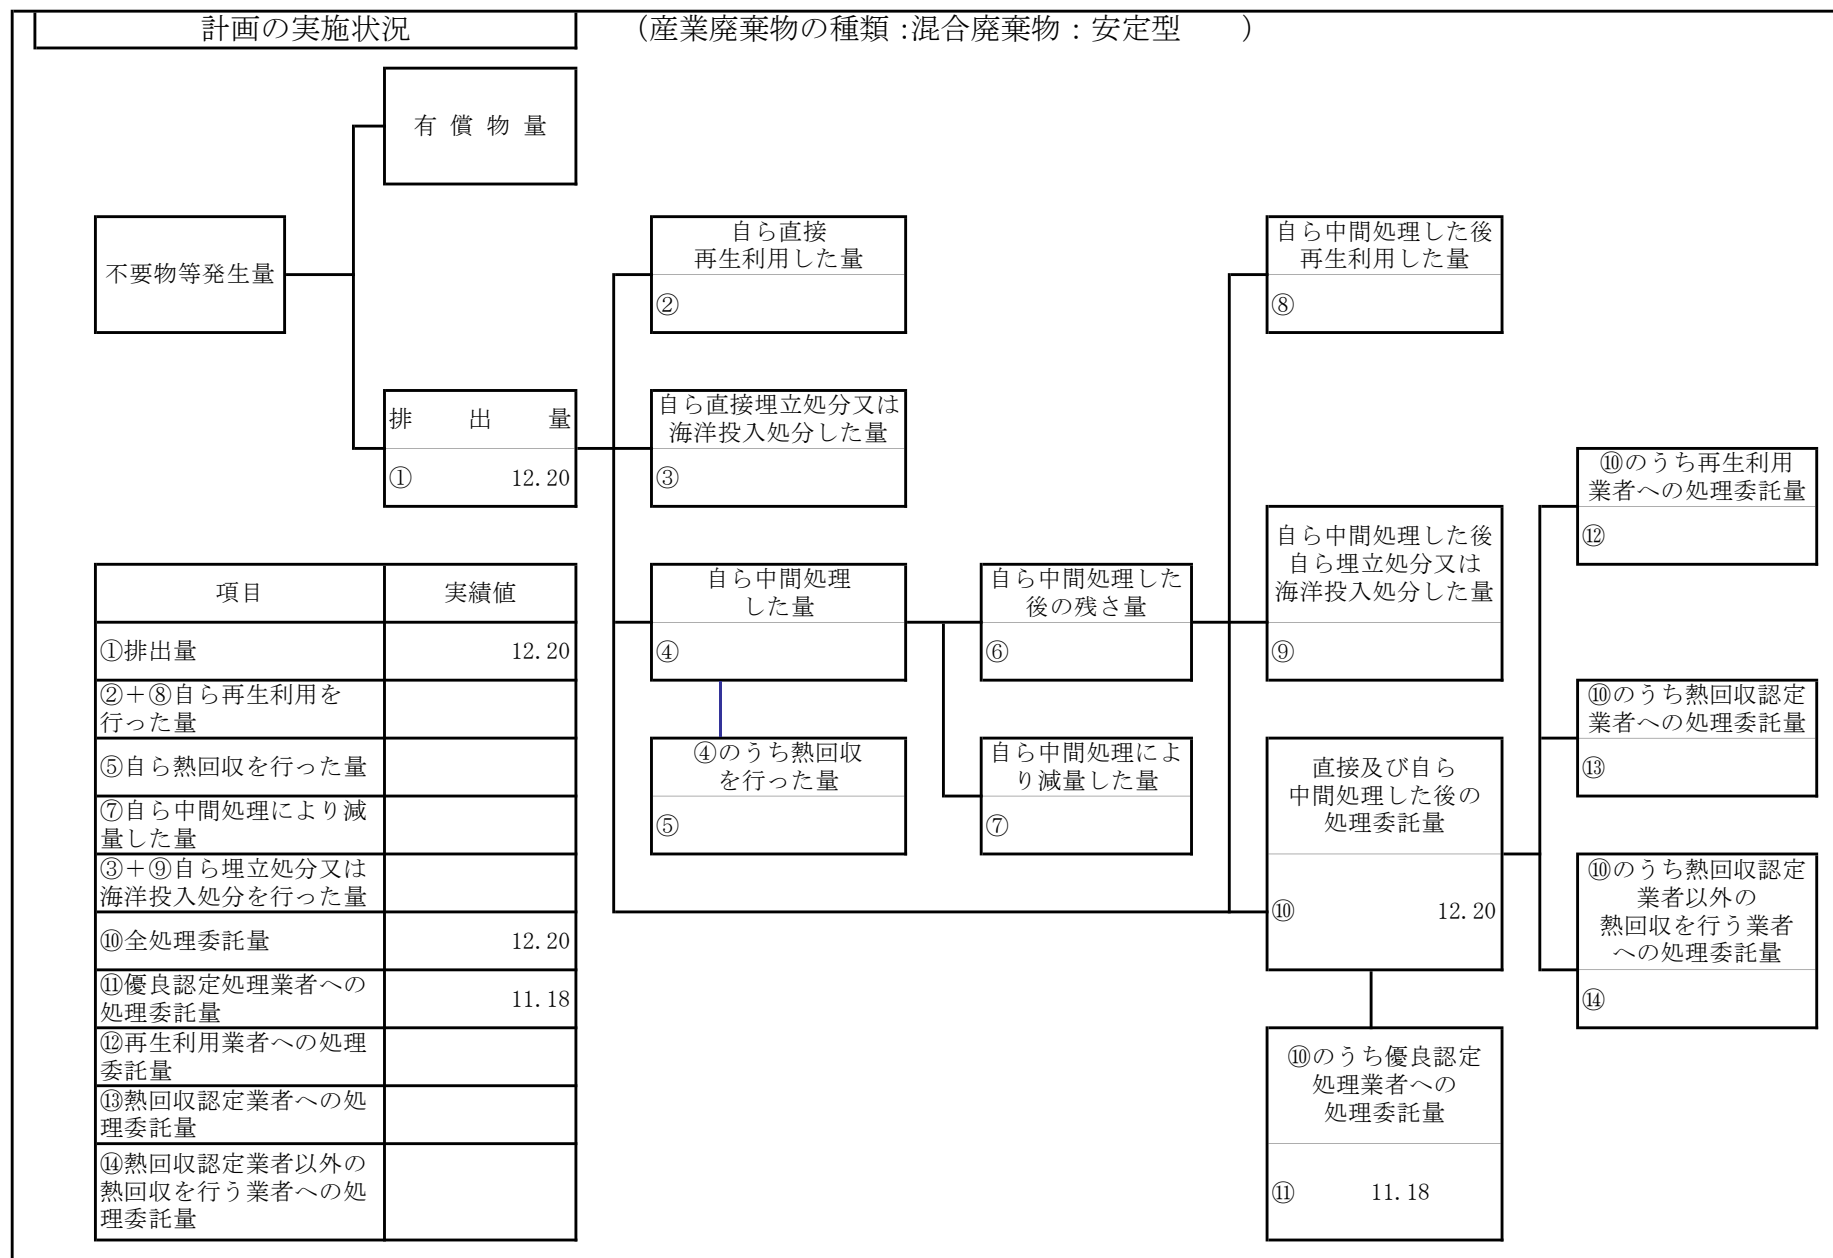 計画の実施状況
（産業廃棄物の種類：混合廃棄物：安定型　　）
有 償 物 量
不要物等発生量
自ら直接
再生利用した量
②
自ら中間処理した後
再生利用した量
⑧
排　出　量
① 12.20
自ら直接埋立処分又は
海洋投入処分した量
③
⑩のうち再生利用
業者への処理委託量
⑫
自ら中間処理した後
自ら埋立処分又は
海洋投入処分した量
⑨
自ら中間処理
した量
④
自ら中間処理した
後の残さ量
⑥
④のうち熱回収
を行った量
⑤
自ら中間処理によ
り減量した量
⑦
直接及び自ら
中間処理した後の
処理委託量
⑩ 12.20
⑩のうち熱回収認定
業者への処理委託量
⑬
⑩のうち熱回収認定
業者以外の
熱回収を行う業者
への処理委託量
⑭
⑩のうち優良認定
処理業者への
処理委託量
⑪ 11.18
項目 実績値
①排出量 12.20
②＋⑧自ら再生利用を
行った量
⑤自ら熱回収を行った量
⑦自ら中間処理により減
量した量
③＋⑨自ら埋立処分又は
海洋投入処分を行った量
⑩全処理委託量 12.20
⑪優良認定処理業者への
処理委託量 11.18
⑫再生利用業者への処理
委託量
⑬熱回収認定業者への処
理委託量
⑭熱回収認定業者以外の
熱回収を行う業者への処
理委託量